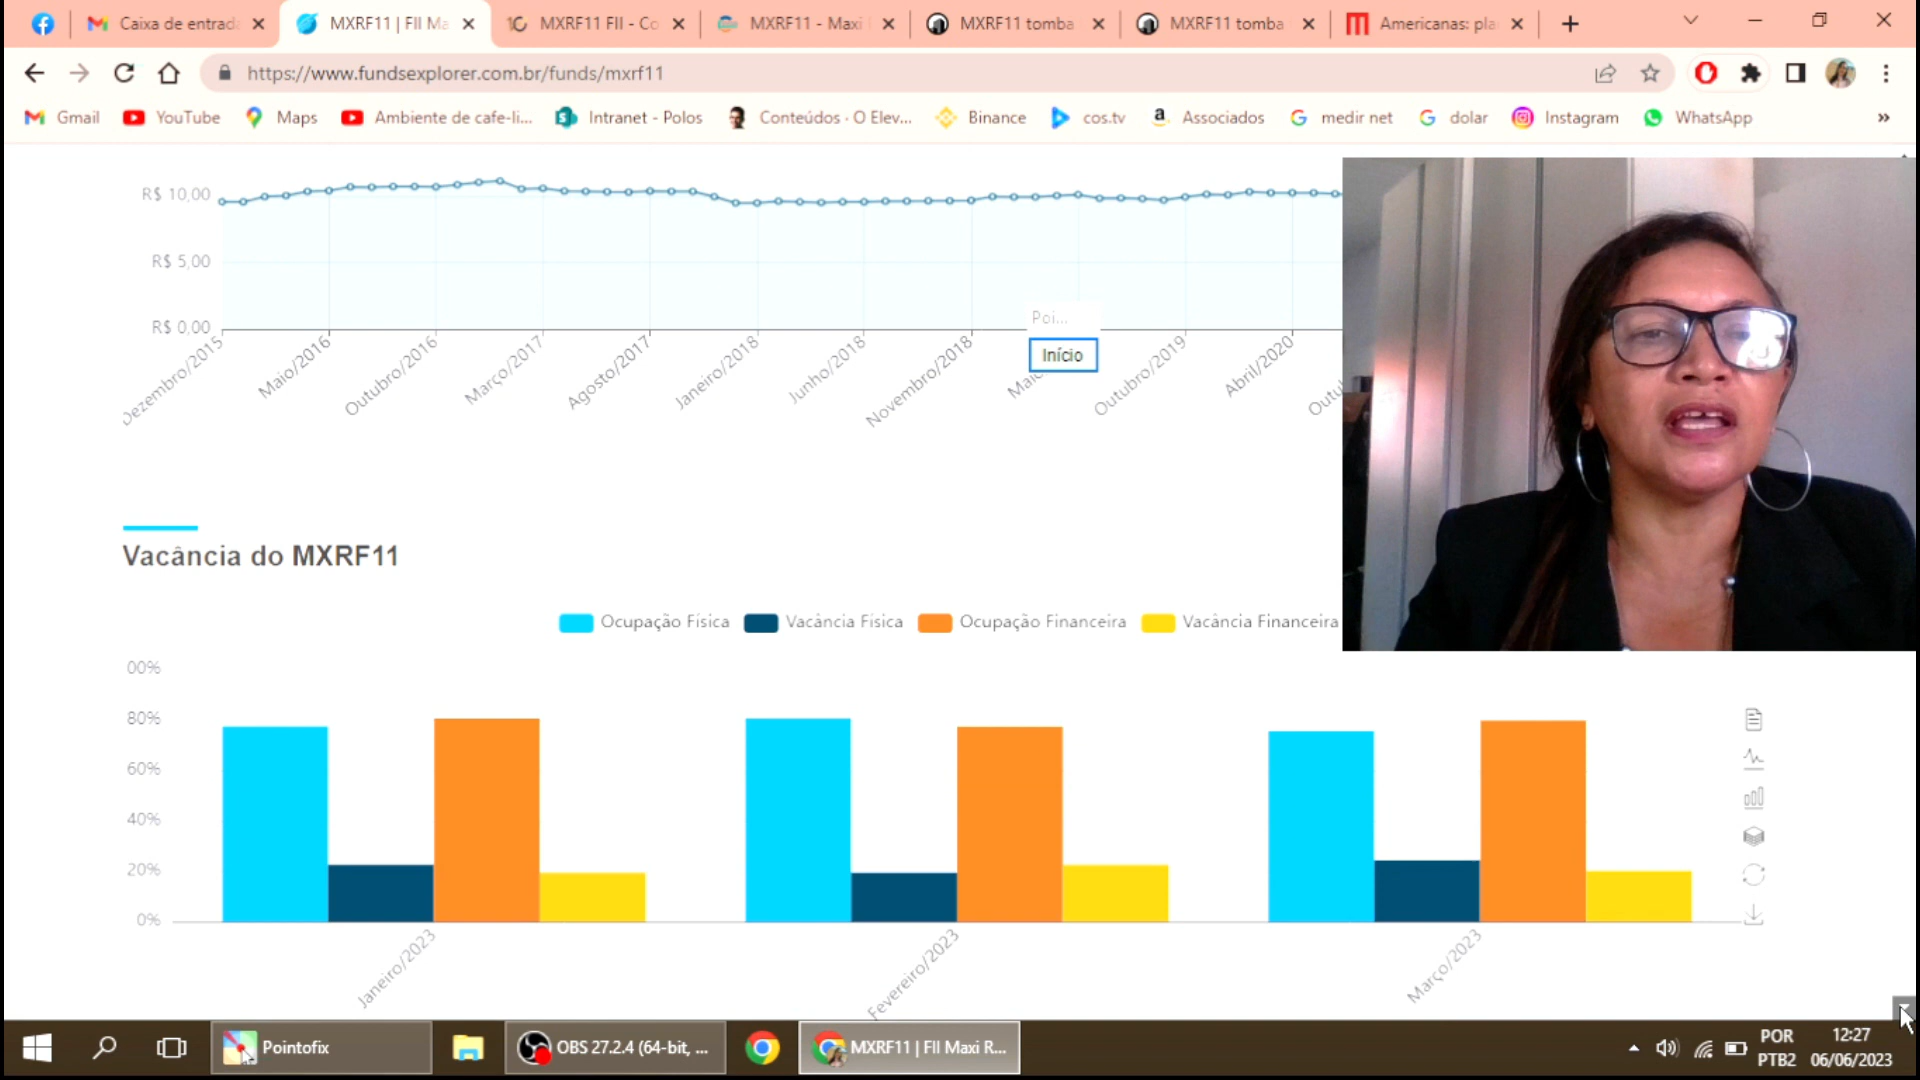 Caixa de entrada
MXRF11 | FII Ma
MXRF11 FII - Co
MXRF11 - Maxi
MXRF11 tomba
MXRF11 tomba
Americanas: pla
https://www.fundsexplorer.com.br/funds/mxrf11
Gmail
YouTube
Maps
Ambiente de cafe-li...
Intranet - Polos
Conteúdos · O Elev...
Binance
cos.tv
Associados
medir net
dolar
Instagram
WhatsApp
»
R$ 10,00
R$ 5,00
R$ 0,00
Poi...
Início
Dezembro/2015
Maio/2016
Outubro/2016
Março/2017
Agosto/2017
Janeiro/2018
Junho/2018
Novembro/2018
Mai
Outubro/2019
Abril/2020
Outu
Vacância do MXRF11
Ocupação Física
Vacância Física
Ocupação Financeira
Vacância Financeira
00%
80%
60%
40%
20%
0%
Janeiro/2023
Fevereiro/2023
Março/2023
Pointofix
OBS 27.2.4 (64-bit, ...
MXRF11 | FII Maxi R...
POR
PTB2
12:27
06/06/2023